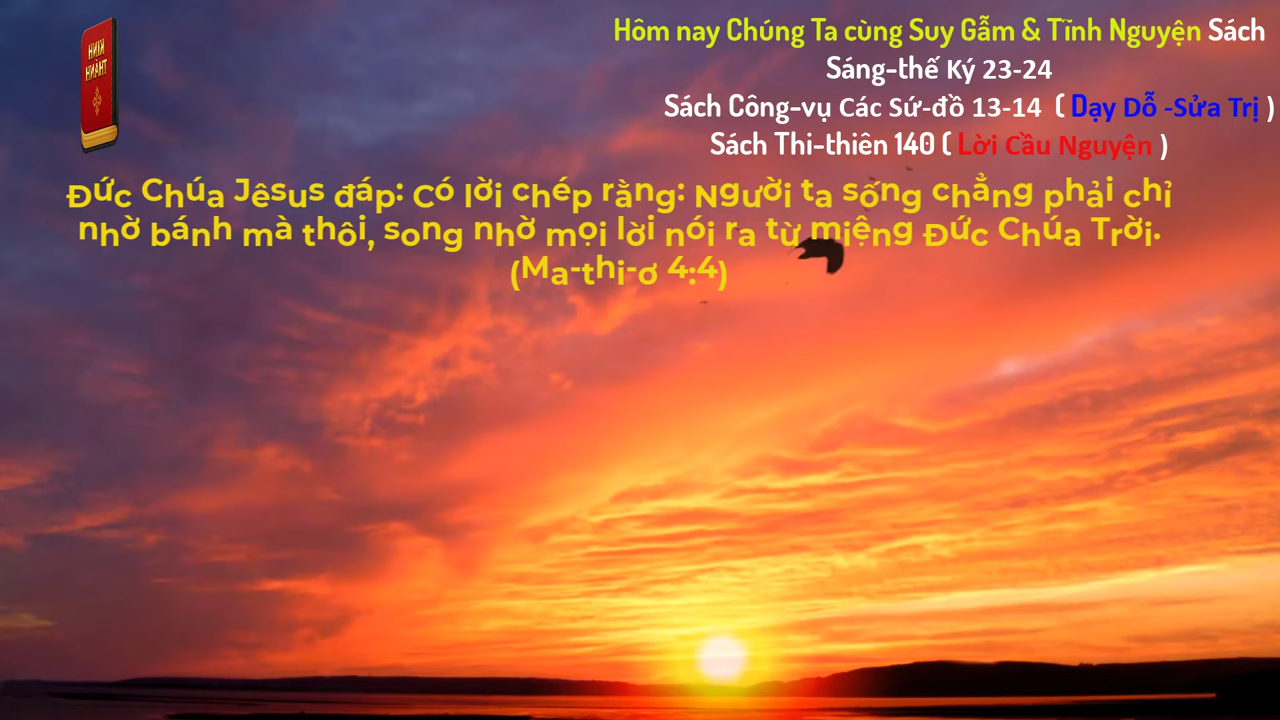 KINH
THÁNH
Hôm nay Chúng Ta cùng Suy Gẫm & Tĩnh Nguyện Sách
Sáng-thế Ký 23-24
Sách Công-vụ Các Sứ-đồ 13-14 ( Dạy Dỗ -Sửa Trị )
Sách Thi-thiên 140 ( Lời Cầu Nguyện )
Đức Chúa Jêsus đáp: Có lời chép rằng: Người ta sống chẳng phải chỉ
nhờ bánh mà thôi, song nhờ mọi lời nói ra từ miệng Đức Chúa Trời.
(Ma-thi-ơ 4:4)